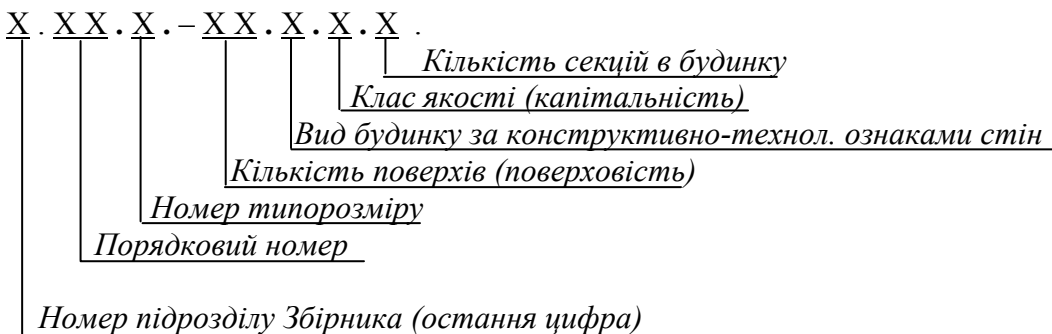 X . X X . X . – X X . X . X . X .
Кількість секцій в будинку
Клас якості (капітальність)
Вид будинку за конструктивно-технол. ознаками стін
Кількість поверхів (поверховість)
Номер типорозміру
Порядковий номер
Номер підрозділу Збірника (остання цифра)